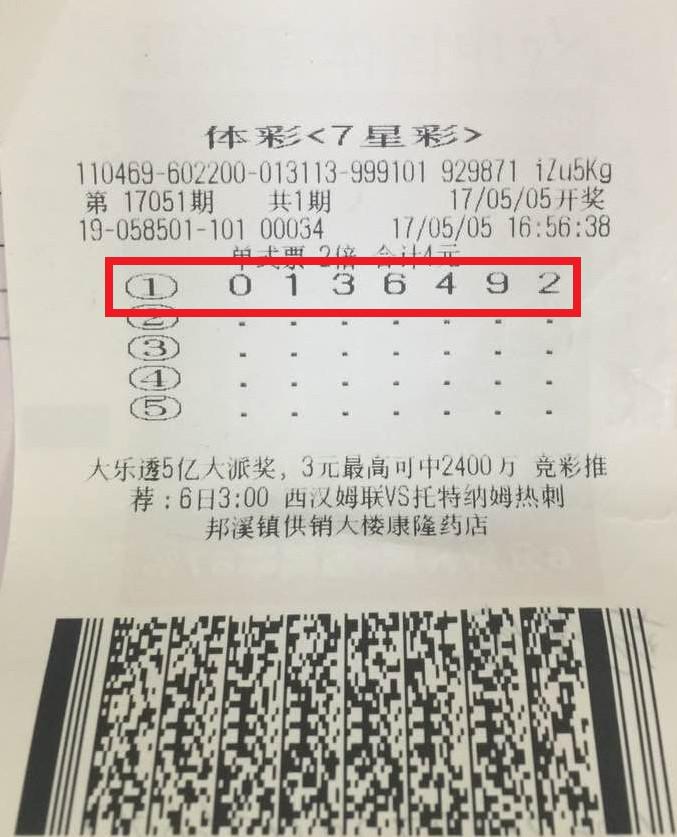 体彩<7星彩>
110469-602200-013113-999101 929871 iZu5Kg
第 17051期 共1期 17/05/05开奖
19-058501-101 00034 17/05/05 16:56:38
单式票 2倍 合计4元
① 0 1 3 6 4 9 2
② - - - - - - -
③ - - - - - - -
④ - - - - - - -
⑤ - - - - - - -
大乐透5亿大派奖，3元最高可中2400万 竞彩推
荐：6日3:00 西汉姆联VS托特纳姆热刺
邦溪镇供销大楼康隆药店